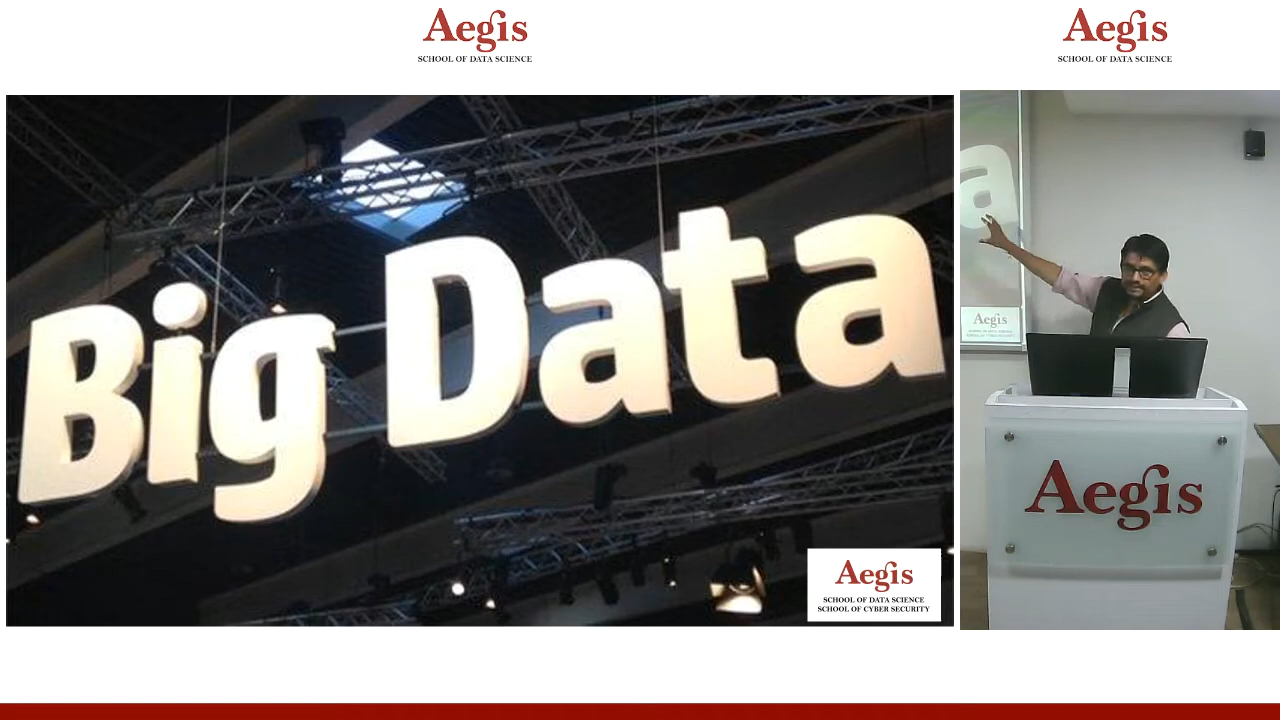 Aegis
SCHOOL OF DATA SCIENCE
Aegis
SCHOOL OF DATA SCIENCE
Big Data
Aegis
SCHOOL OF DATA SCIENCE
SCHOOL OF CYBER SECURITY
a
Aegis
Aegis